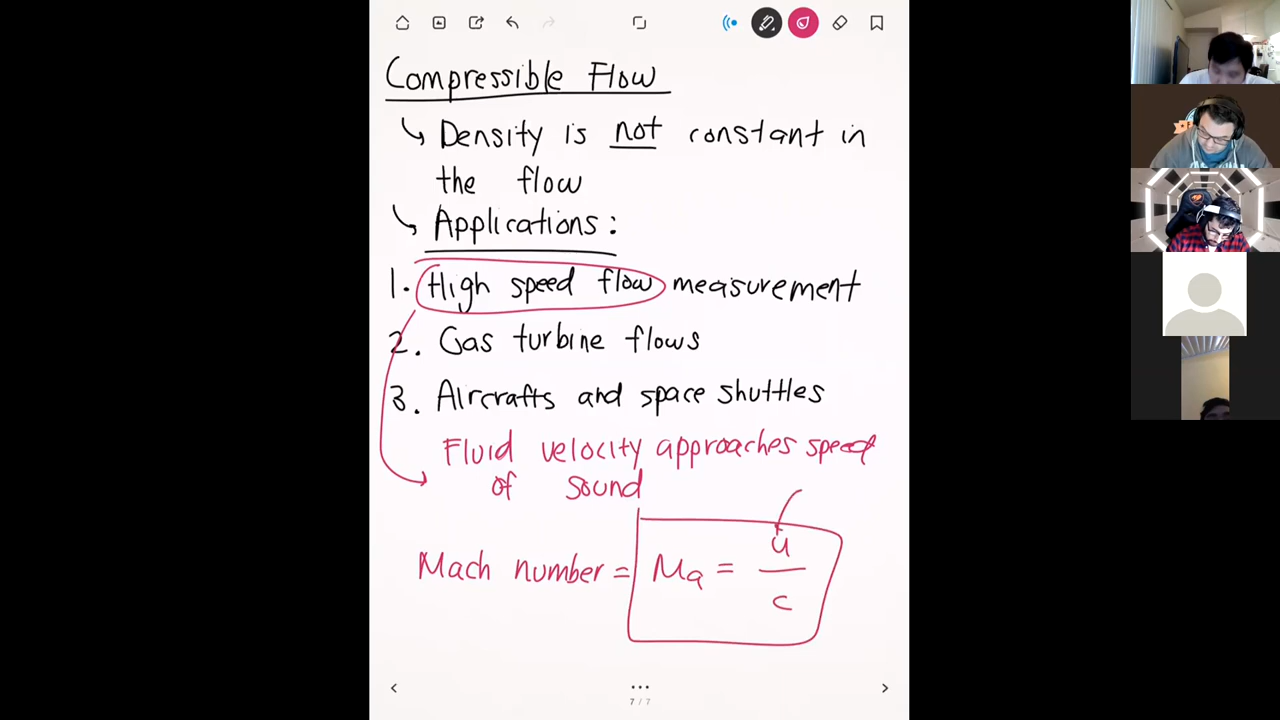 Compressible Flow
↳ Density is not constant in
the flow
↳ Applications:
1. High speed flow measurement
2. Gas turbine flows
3. Aircrafts and space shuttles
Fluid velocity approaches speed
of sound
Mach number = Ma = u / c
7 / 7